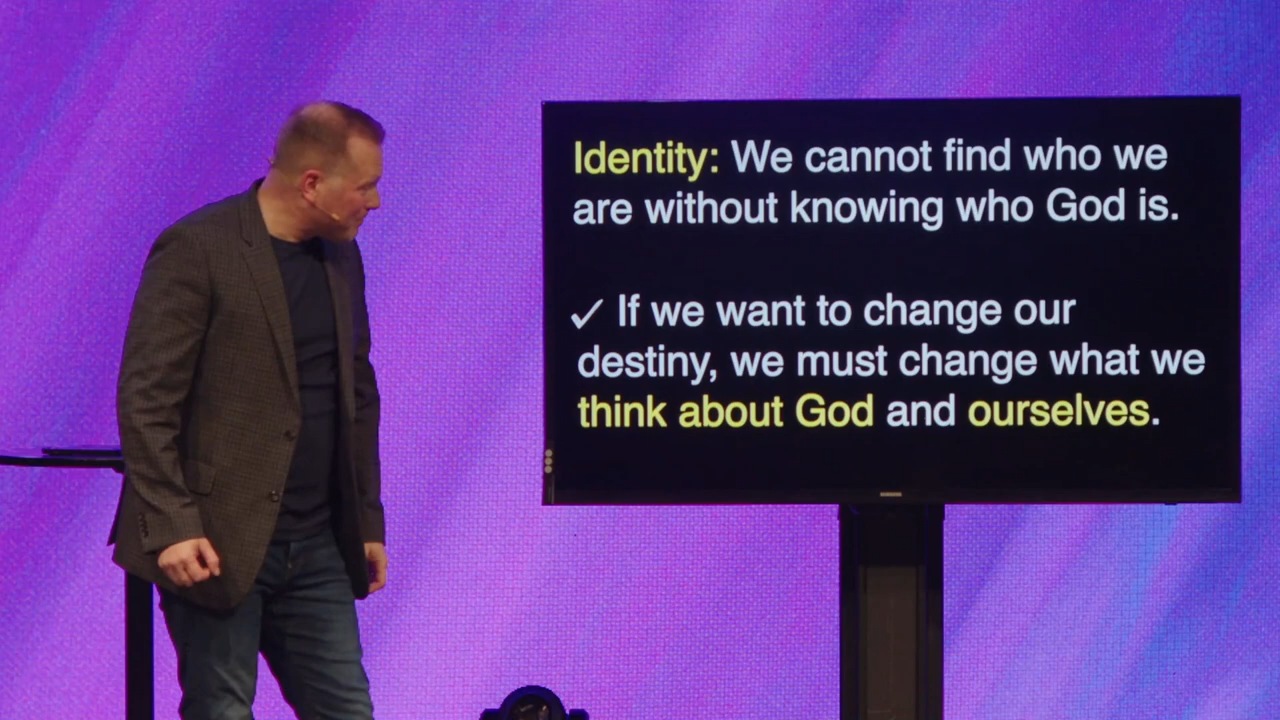 Identity: We cannot find who we
are without knowing who God is.
✓ If we want to change our
destiny, we must change what we
think about God and ourselves.